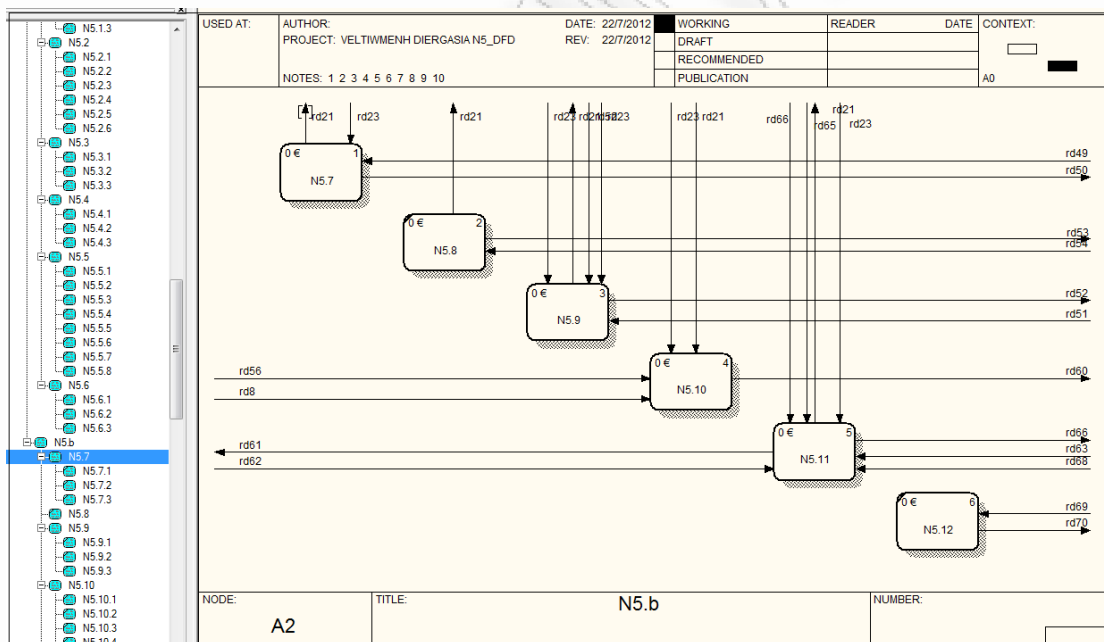 N5.1.3
N5.2
N5.2.1
N5.2.2
N5.2.3
N5.2.4
N5.2.5
N5.2.6
N5.3
N5.3.1
N5.3.2
N5.3.3
N5.4
N5.4.1
N5.4.2
N5.4.3
N5.5
N5.5.1
N5.5.2
N5.5.3
N5.5.4
N5.5.5
N5.5.6
N5.5.7
N5.5.8
N5.6
N5.6.1
N5.6.2
N5.6.3
N5.b
N5.7
N5.7.1
N5.7.2
N5.7.3
N5.8
N5.9
N5.9.1
N5.9.2
N5.9.3
N5.10
N5.10.1
N5.10.2
N5.10.3
N5.10.4
USED AT: AUTHOR: DATE: 22/7/2012 WORKING READER DATE CONTEXT:
PROJECT: VELTIWMENH DIERGASIA N5_DFD REV: 22/7/2012 DRAFT
RECOMMENDED
NOTES: 1 2 3 4 5 6 7 8 9 10 PUBLICATION A0
rd21 rd23 rd21 rd23 rd23 rd23 rd21 rd66 rd65 rd21 rd23
0 € 1
N5.7
rd49
rd50
0 € 2
N5.8
rd53
rd54
0 € 3
N5.9
rd52
rd51
rd56
rd8
0 € 4
N5.10
rd60
rd61
rd62
0 € 5
N5.11
rd66
rd63
rd68
0 € 6
N5.12
rd69
rd70
NODE: TITLE: NUMBER:
A2 N5.b